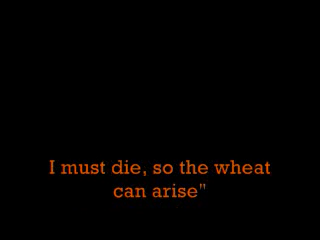 I must die, so the wheat
can arise"